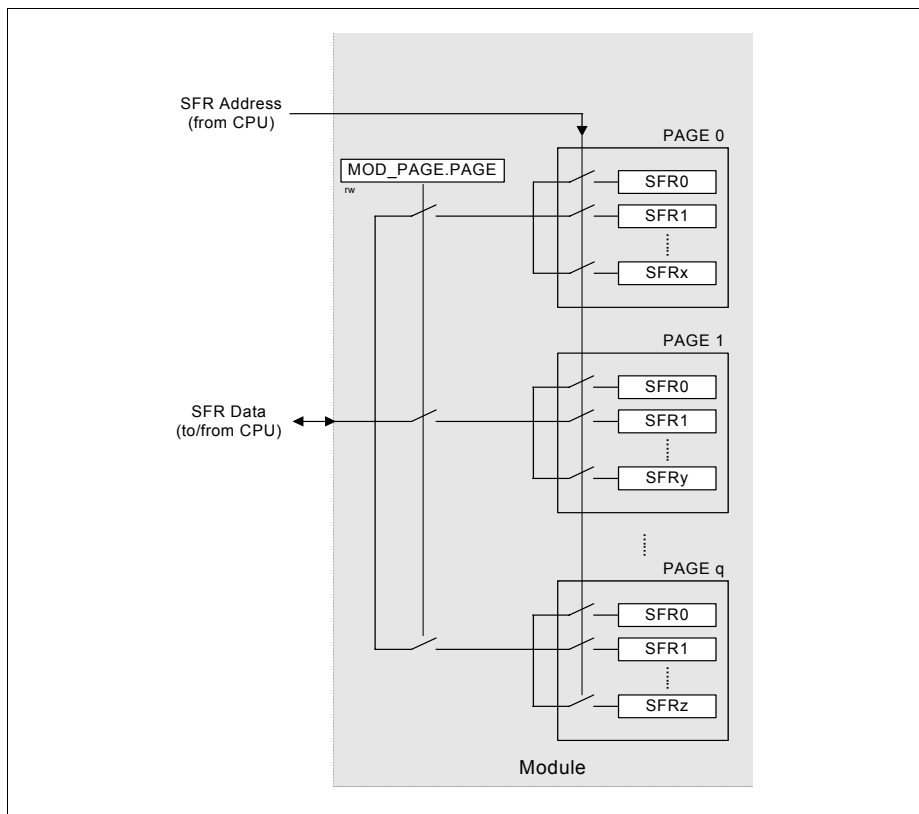 SFR Address
(from CPU)
PAGE 0
MOD_PAGE.PAGE
rw
SFR0
SFR1
SFRx
PAGE 1
SFR0
SFR1
SFRy
SFR Data
(to/from CPU)
PAGE q
SFR0
SFR1
SFRz
Module